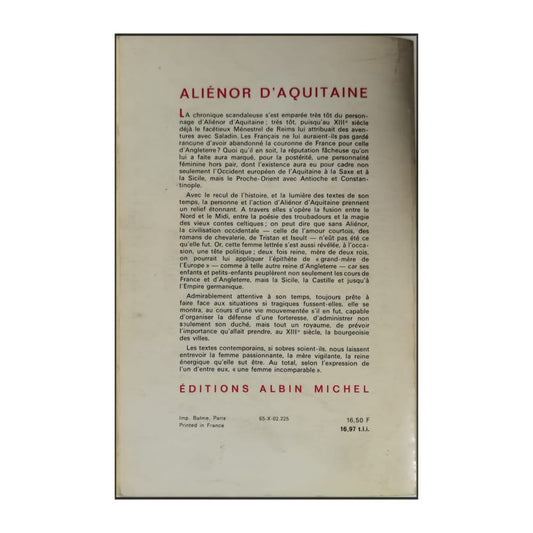 ALIÉNOR D'AQUITAINE
LA chronique scandaleuse s'est emparée très tôt du person-
nage d'Aliénor d'Aquitaine ; très tôt, puisqu'au XIIIe siècle
déjà le facétieux Ménestrel de Reims lui attribuait des aven-
tures avec Saladin. Les Français ne lui auraient-ils pas gardé
rancune d'avoir abandonné la couronne de France pour celle
d'Angleterre ? Quoi qu'il en soit, la réputation fâcheuse qu'on
lui a faite aura marqué, pour la postérité, une personnalité
féminine hors pair, dont l'existence aura eu pour cadre non
seulement l'Occident européen de l'Aquitaine à la Saxe et à
la Sicile, mais le Proche-Orient avec Antioche et Constan-
tinople.
Avec le recul de l'histoire, et la lumière des textes de son
temps, la personne et l'action d'Aliénor d'Aquitaine prennent
un relief étonnant. A travers elles s'opère la fusion entre le
Nord et le Midi, entre la poésie des troubadours et la magie
des vieux contes celtiques ; on peut dire que sans Aliénor,
la civilisation occidentale — celle de l'amour courtois, des
romans de chevalerie, de Tristan et Iseult — n'eût pas été ce
qu'elle fut. Or, cette femme lettrée s'est aussi révélée, à l'occa-
sion, une tête politique ; deux fois reine, mère de deux rois,
on pourrait lui appliquer l'épithète de « grand-mère de
l'Europe » — comme à telle autre reine d'Angleterre — car ses
enfants et petits-enfants peuplèrent non seulement les cours de
France et d'Angleterre, mais la Sicile, la Castille et jusqu'à
l'Empire germanique.
Admirablement attentive à son temps, toujours prête à
faire face aux situations si tragiques fussent-elles, elle se
montra, au cours d'une vie mouvementée s'il en fut, capable
d'organiser la défense d'une forteresse, d'administrer non
seulement son duché, mais tout un royaume, de prévoir
l'importance qu'allait prendre, au XIIIe siècle, la bourgeoisie
des villes.
Les textes contemporains, si sobres soient-ils, nous laissent
entrevoir la femme passionnante, la mère vigilante, la reine
énergique qu'elle sut être. Au total, selon l'expression de
l'un d'entre eux, « une femme incomparable ».
ÉDITIONS ALBIN MICHEL
Imp. Balme, Paris 65-X-02.225 16,50 F
Printed in France 16,97 t.l.i.